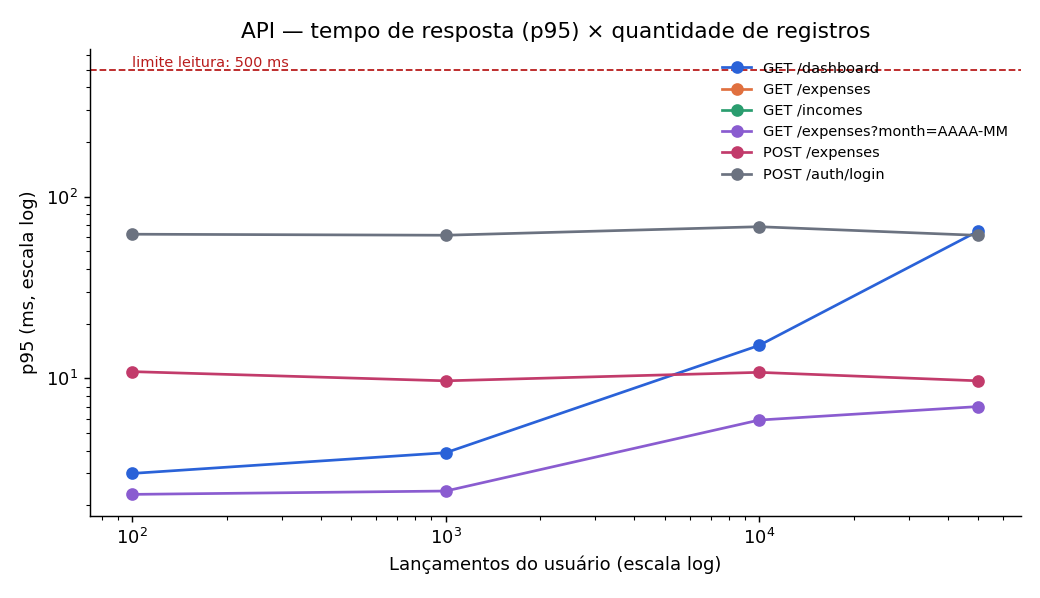 API — tempo de resposta (p95) × quantidade de registros
limite leitura: 500 ms
GET /dashboard
GET /expenses
GET /incomes
GET /expenses?month=AAAA-MM
POST /expenses
POST /auth/login
p95 (ms, escala log)
10²
10¹
10² 10³ 10⁴
Lançamentos do usuário (escala log)